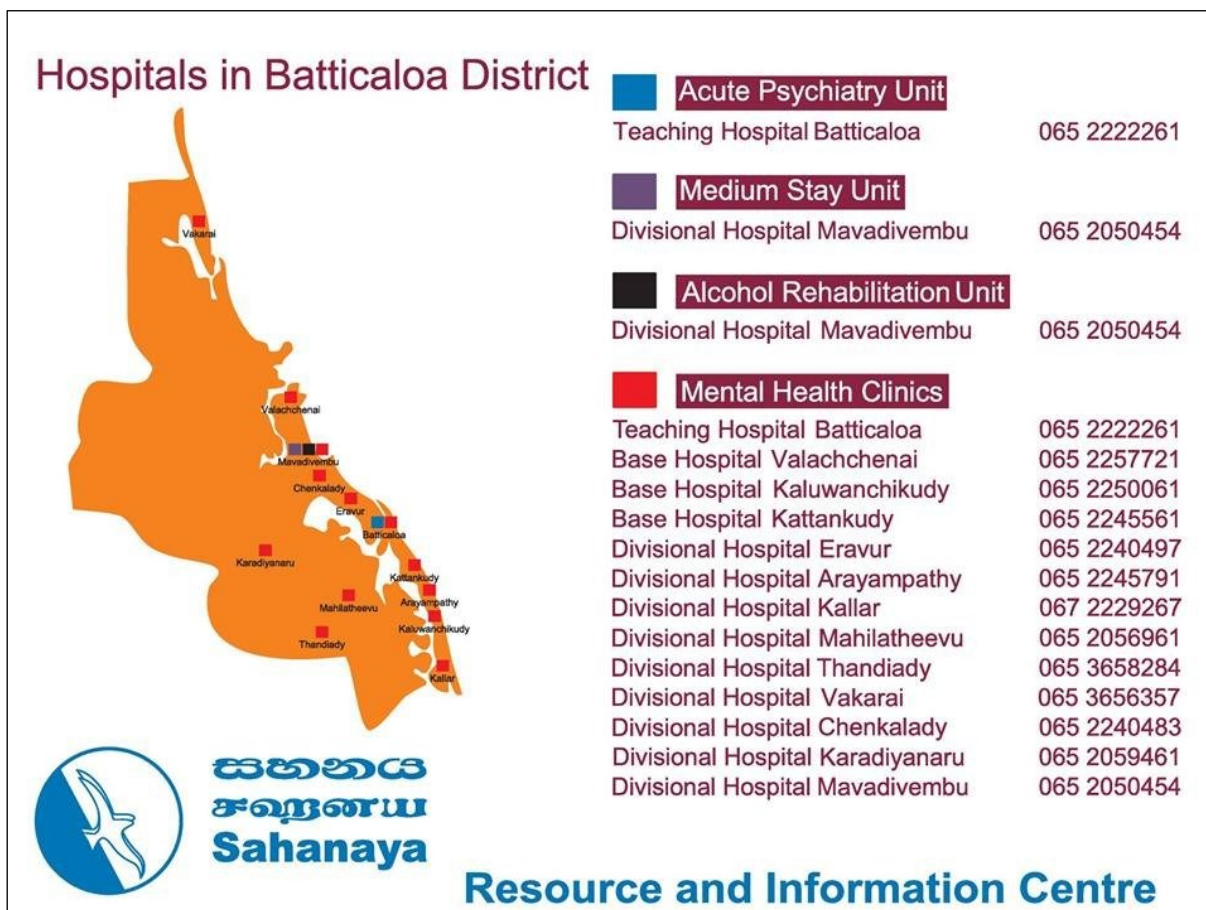 Hospitals in Batticaloa District
Vakarai
Valachchenai
Mavadivembu
Chenkalady
Eravur
Batticaloa
Karadiyanaru
Kattankudy
Mahilatheevu
Arayampathy
Kaluwanchikudy
Thandiady
Kallar
Acute Psychiatry Unit
Teaching Hospital Batticaloa 065 2222261
Medium Stay Unit
Divisional Hospital Mavadivembu 065 2050454
Alcohol Rehabilitation Unit
Divisional Hospital Mavadivembu 065 2050454
Mental Health Clinics
Teaching Hospital Batticaloa 065 2222261
Base Hospital Valachchenai 065 2257721
Base Hospital Kaluwanchikudy 065 2250061
Base Hospital Kattankudy 065 2245561
Divisional Hospital Eravur 065 2240497
Divisional Hospital Arayampathy 065 2245791
Divisional Hospital Kallar 067 2229267
Divisional Hospital Mahilatheevu 065 2056961
Divisional Hospital Thandiady 065 3658284
Divisional Hospital Vakarai 065 3656357
Divisional Hospital Chenkalady 065 2240483
Divisional Hospital Karadiyanaru 065 2059461
Divisional Hospital Mavadivembu 065 2050454
සහනය
சஹனய
Sahanaya
Resource and Information Centre